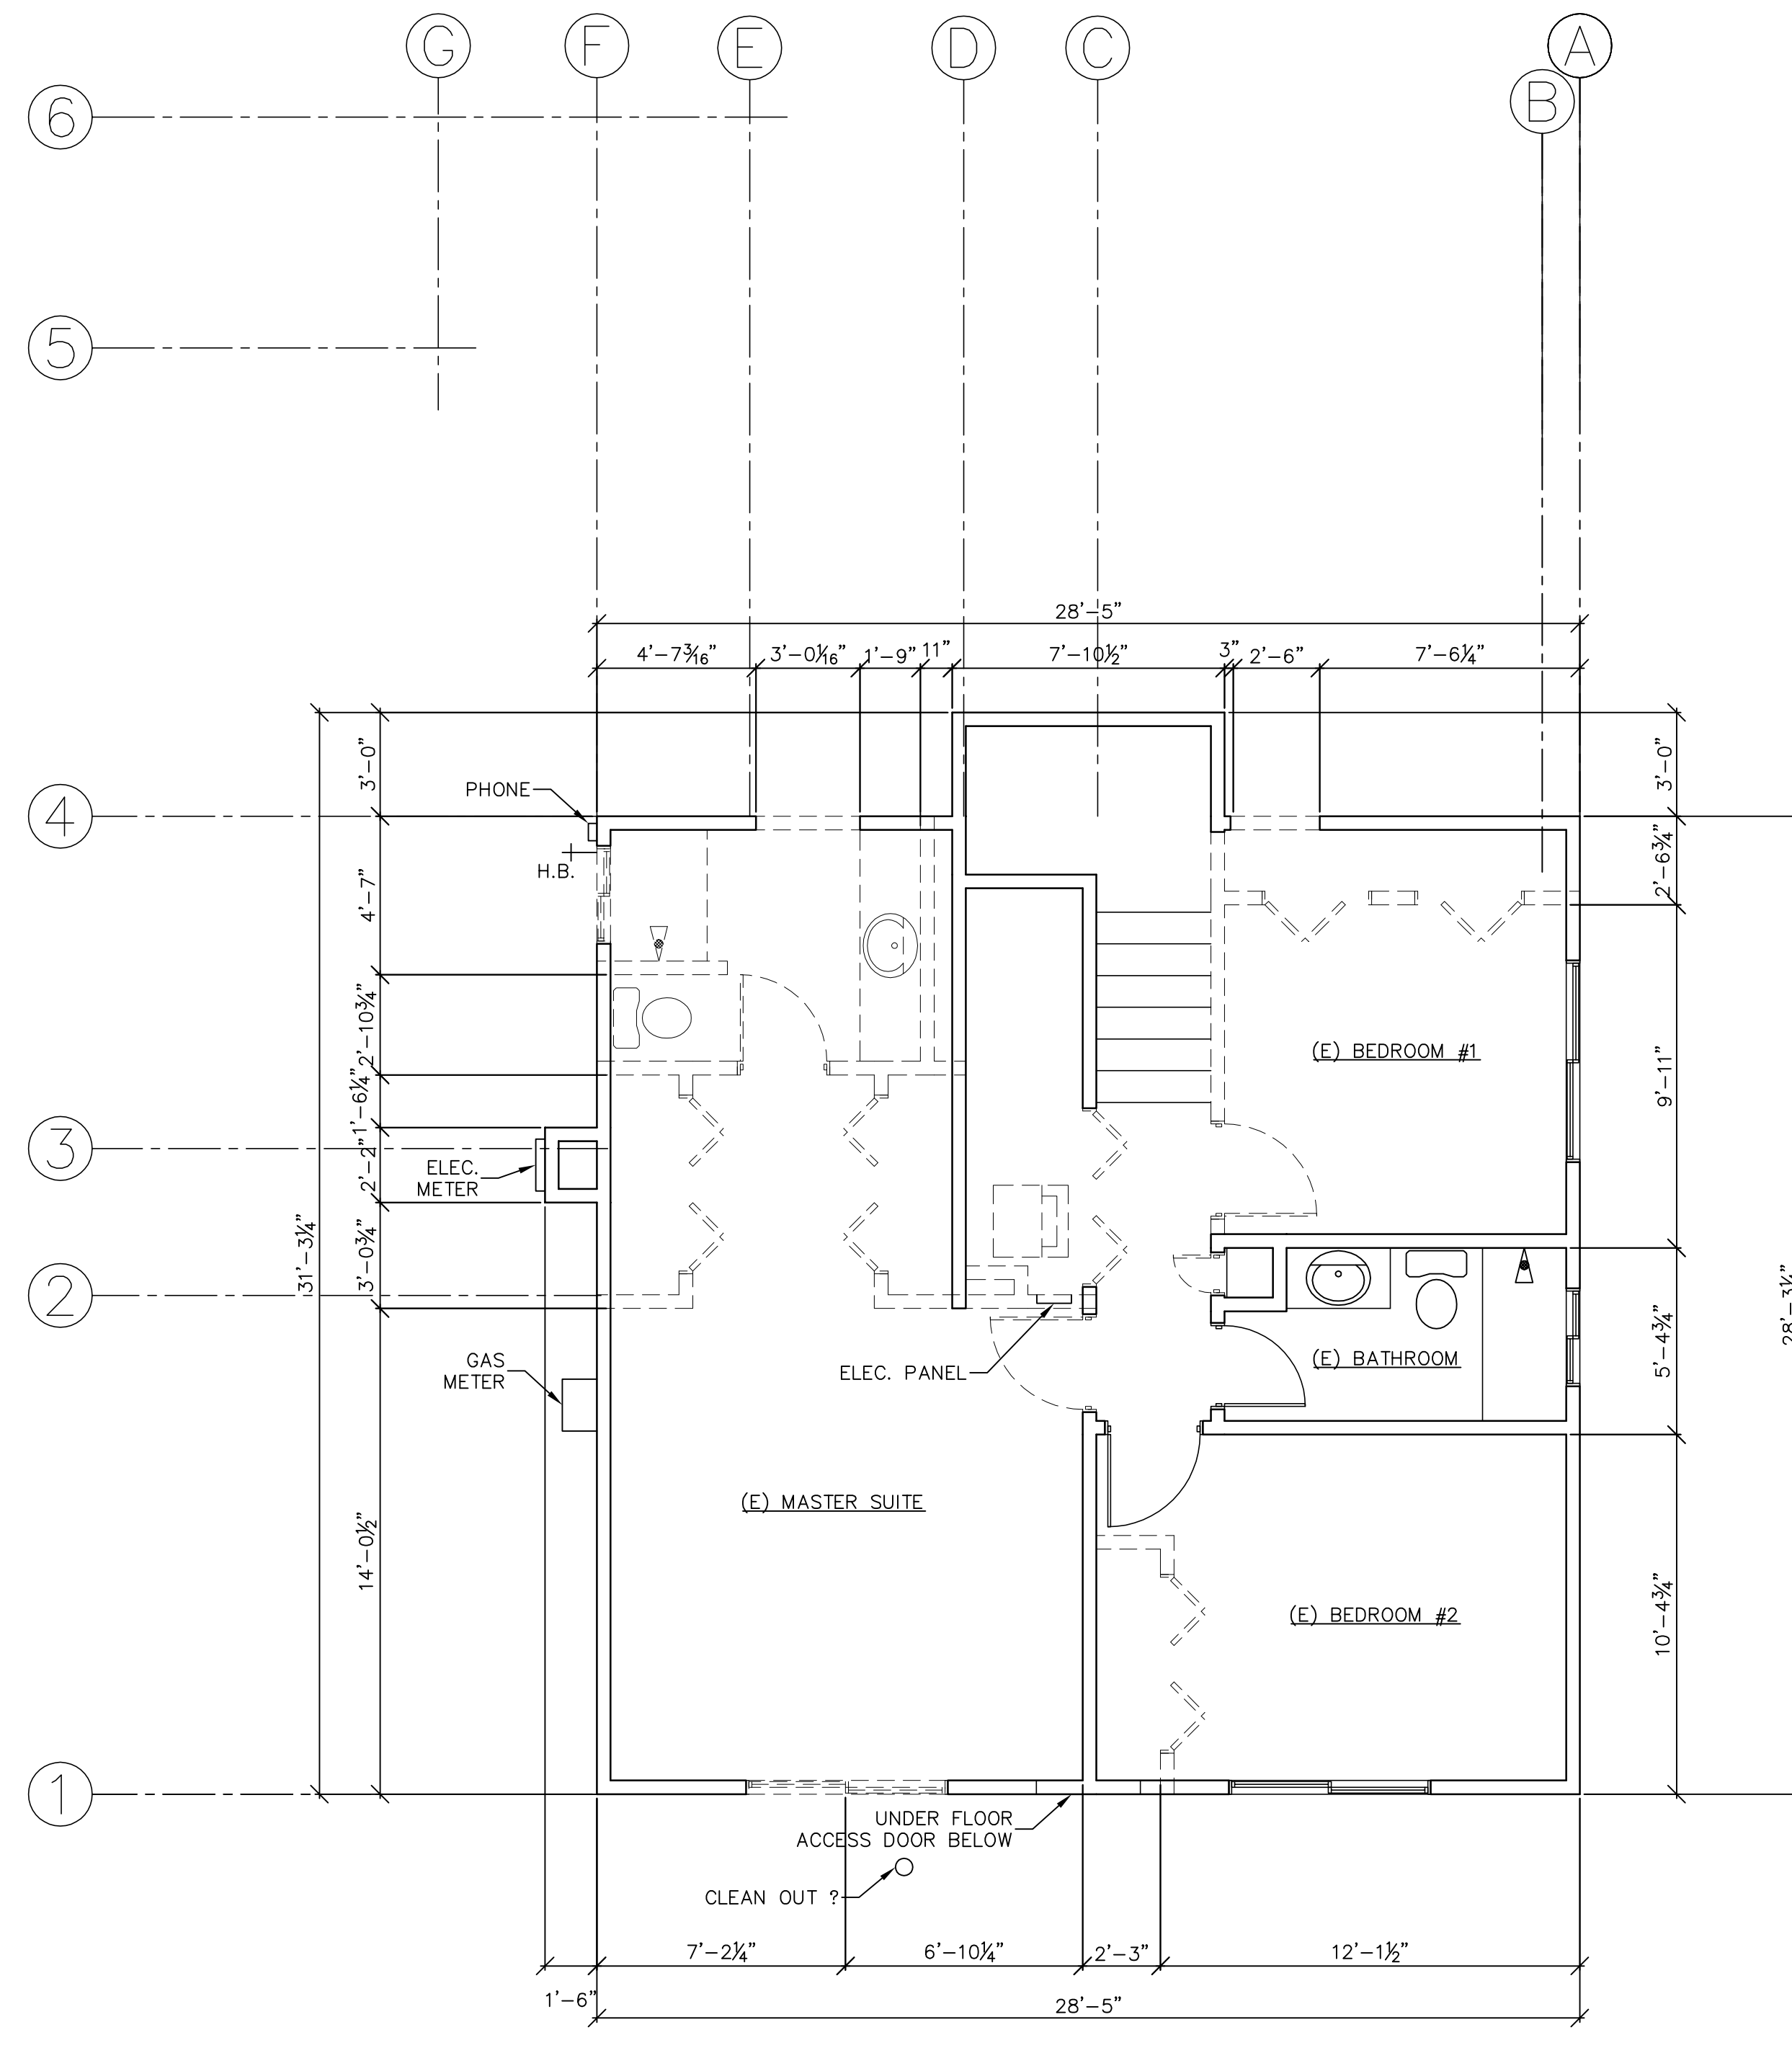 G F E D C A
B
6
5
28'-5"
4'-7 3/16" 3'-0 1/16" 1'-9" 11" 7'-10 1/2" 3" 2'-6" 7'-6 1/4"
3'-0"
3'-0"
PHONE
4
H.B.
4'-7"
2'-6 3/4"
2'-10 3/4"
(E) BEDROOM #1
9'-11"
1'-6 1/4"
3
ELEC.
METER
2'-2"
31'-3 1/4"
3'-0 3/4"
2
28'-3 1/4"
GAS
METER
ELEC. PANEL
(E) BATHROOM
5'-4 3/4"
(E) MASTER SUITE
14'-0 1/2"
(E) BEDROOM #2
10'-4 3/4"
1
UNDER FLOOR
ACCESS DOOR BELOW
CLEAN OUT ?
7'-2 1/4" 6'-10 1/4" 2'-3" 12'-1 1/2"
1'-6"
28'-5"